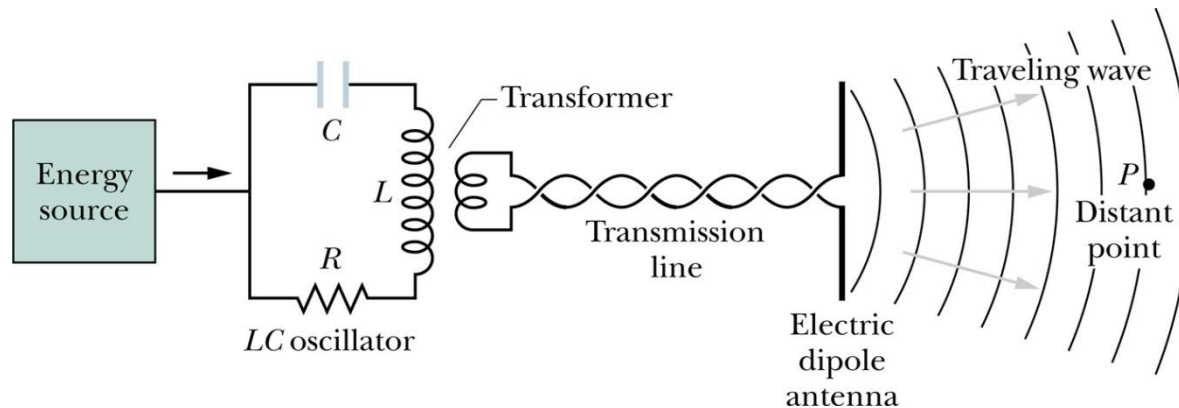 Energy
source
C
L
R
LC oscillator
Transformer
Transmission
line
Electric
dipole
antenna
Traveling wave
P
Distant
point